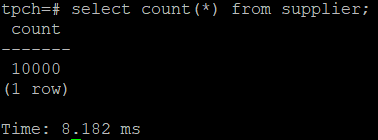 tpch=# select count(*) from supplier;
count
-------
10000
(1 row)
Time: 8.182 ms